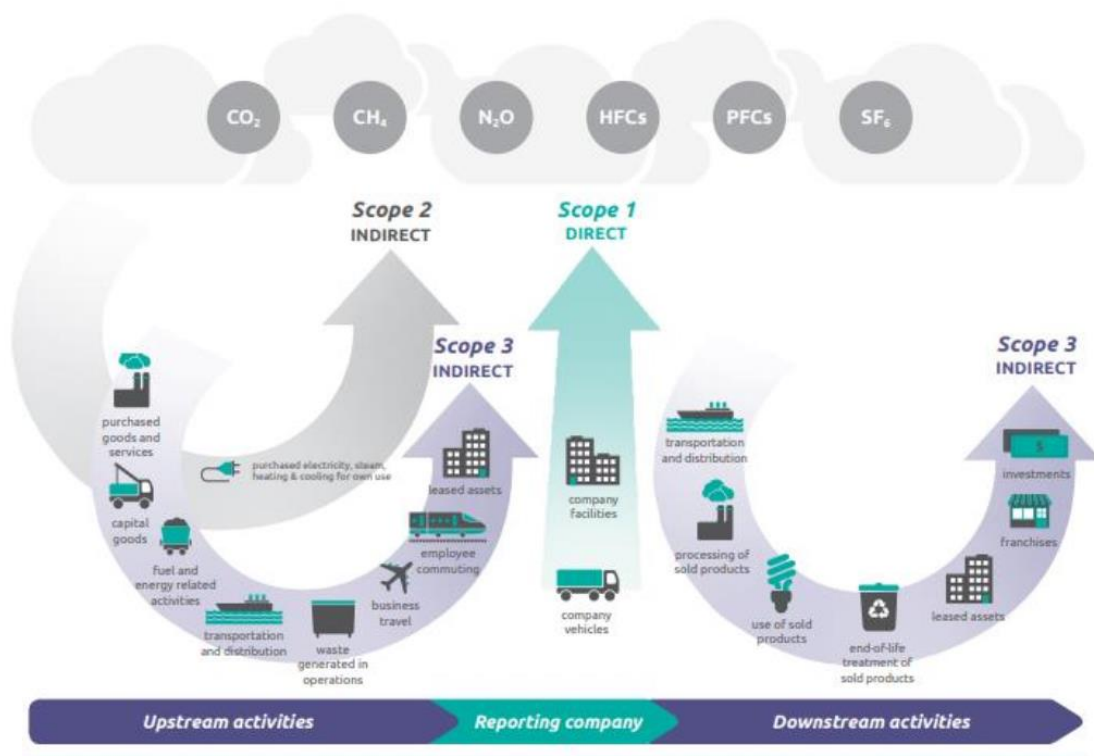 CO₂
CH₄
N₂O
HFCs
PFCs
SF₆
Scope 2
INDIRECT
Scope 1
DIRECT
Scope 3
INDIRECT
Scope 3
INDIRECT
purchased
goods and
services
capital
goods
fuel and
energy related
activities
transportation
and distribution
waste
generated in
operations
business
travel
employee
commuting
leased assets
purchased electricity, steam,
heating & cooling for own use
company
facilities
company
vehicles
transportation
and distribution
processing of
sold products
use of sold
products
end-of-life
treatment of
sold products
leased assets
franchises
$
investments
Upstream activities
Reporting company
Downstream activities